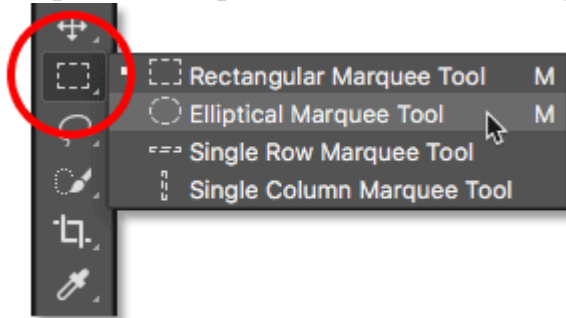 Rectangular Marquee Tool M
Elliptical Marquee Tool M
Single Row Marquee Tool
Single Column Marquee Tool